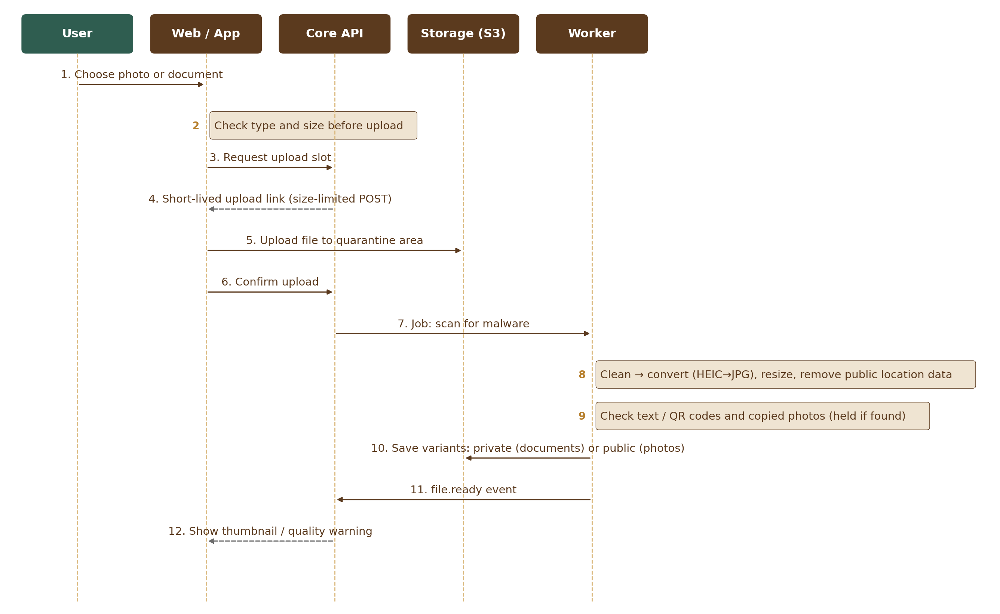 User
Web / App
Core API
Storage (S3)
Worker
1. Choose photo or document
2
Check type and size before upload
3. Request upload slot
4. Short-lived upload link (size-limited POST)
5. Upload file to quarantine area
6. Confirm upload
7. Job: scan for malware
8
Clean → convert (HEIC→JPG), resize, remove public location data
9
Check text / QR codes and copied photos (held if found)
10. Save variants: private (documents) or public (photos)
11. file.ready event
12. Show thumbnail / quality warning